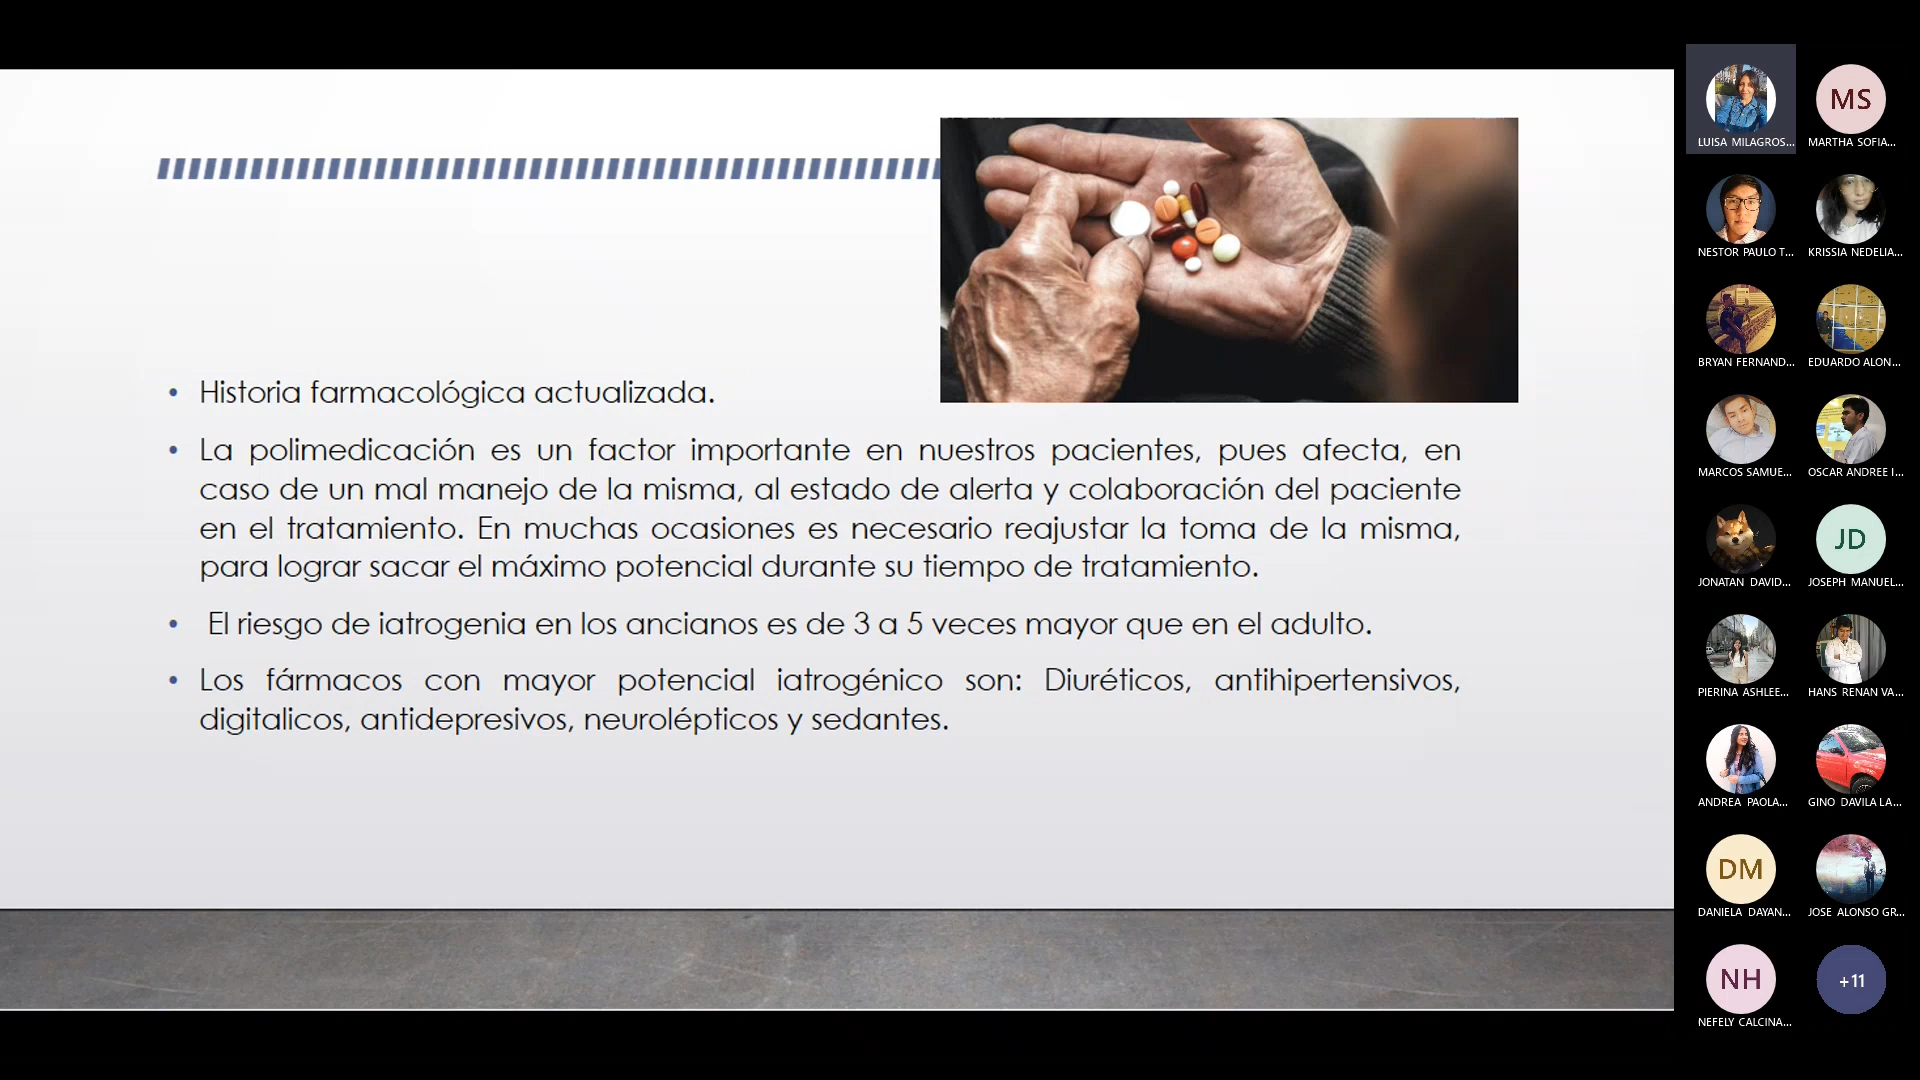 • Historia farmacológica actualizada.
• La polimedicación es un factor importante en nuestros pacientes, pues afecta, en
caso de un mal manejo de la misma, al estado de alerta y colaboración del paciente
en el tratamiento. En muchas ocasiones es necesario reajustar la toma de la misma,
para lograr sacar el máximo potencial durante su tiempo de tratamiento.
• El riesgo de iatrogenia en los ancianos es de 3 a 5 veces mayor que en el adulto.
• Los fármacos con mayor potencial iatrogénico son: Diuréticos, antihipertensivos,
digitalicos, antidepresivos, neurolépticos y sedantes.
MS
LUISA MILAGROS...
MARTHA SOFIA...
NESTOR PAULO T...
KRISSIA NEDELIA...
BRYAN FERNAND...
EDUARDO ALON...
MARCOS SAMUE...
OSCAR ANDREE I...
JD
JONATAN DAVID...
JOSEPH MANUEL...
PIERINA ASHLEE...
HANS RENAN VA...
ANDREA PAOLA...
GINO DAVILA LA...
DM
DANIELA DAYAN...
JOSE ALONSO GR...
NH
+11
NEFELY CALCINA...